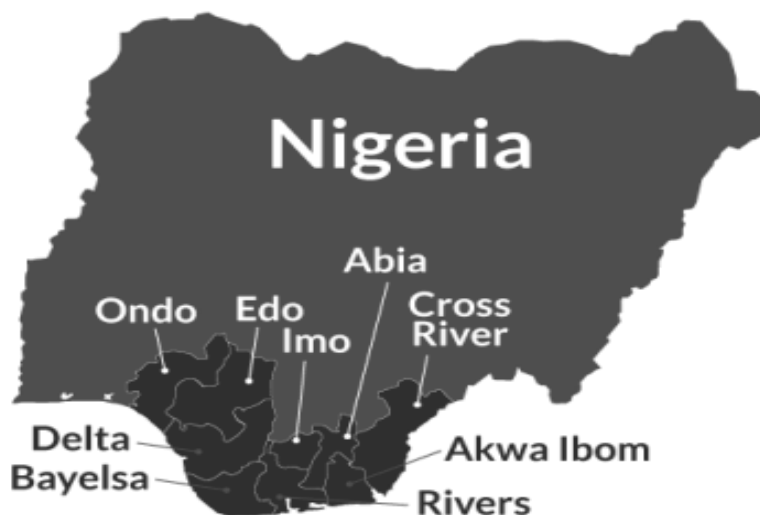 Nigeria
Abia
Ondo
Edo
Cross
River
Imo
Delta
Akwa Ibom
Bayelsa
Rivers